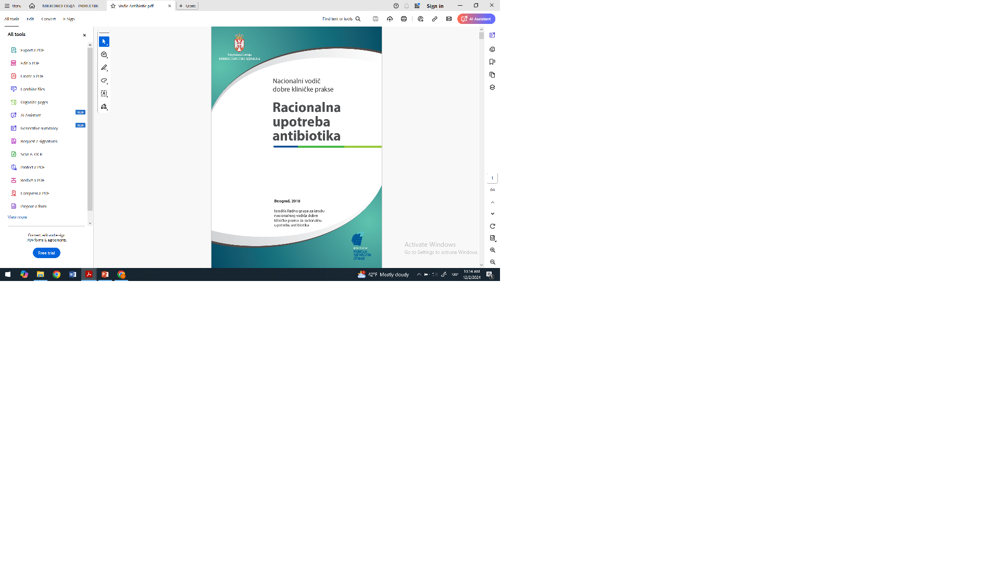 Menu
MIKROBIOLOGIJA - PRIRUCNIK...
Vodic Antibiotic.pdf
Create
Sign in
All tools
Edit
Convert
E-Sign
Find text or tools
AI Assistant
All tools
Export a PDF
Edit a PDF
Create a PDF
Combine files
Organize pages
AI Assistant
NEW
Generative summary
NEW
Request e-signatures
Scan & OCR
Protect a PDF
Redact a PDF
Compress a PDF
Prepare a form
View more
Convert, edit and e-sign
PDF forms & agreements.
Free trial
Република Србија
МИНИСТАРСТВО ЗДРАВЉА
Nacionalni vodič
dobre kliničke prakse
Racionalna
upotreba
antibiotika
Beograd, 2018
Izradila Radna grupa za izradu
nacionalnog vodiča dobre
kliničke prakse za racionalnu
upotrebu antibiotika
РАЗВОЈА
ЗДРАВСТВА
СРБИЈЕ
1
66
Activate Windows
Go to Settings to activate Windows.
42°F Mostly cloudy
SRP
10:14 AM
12/2/2024
1